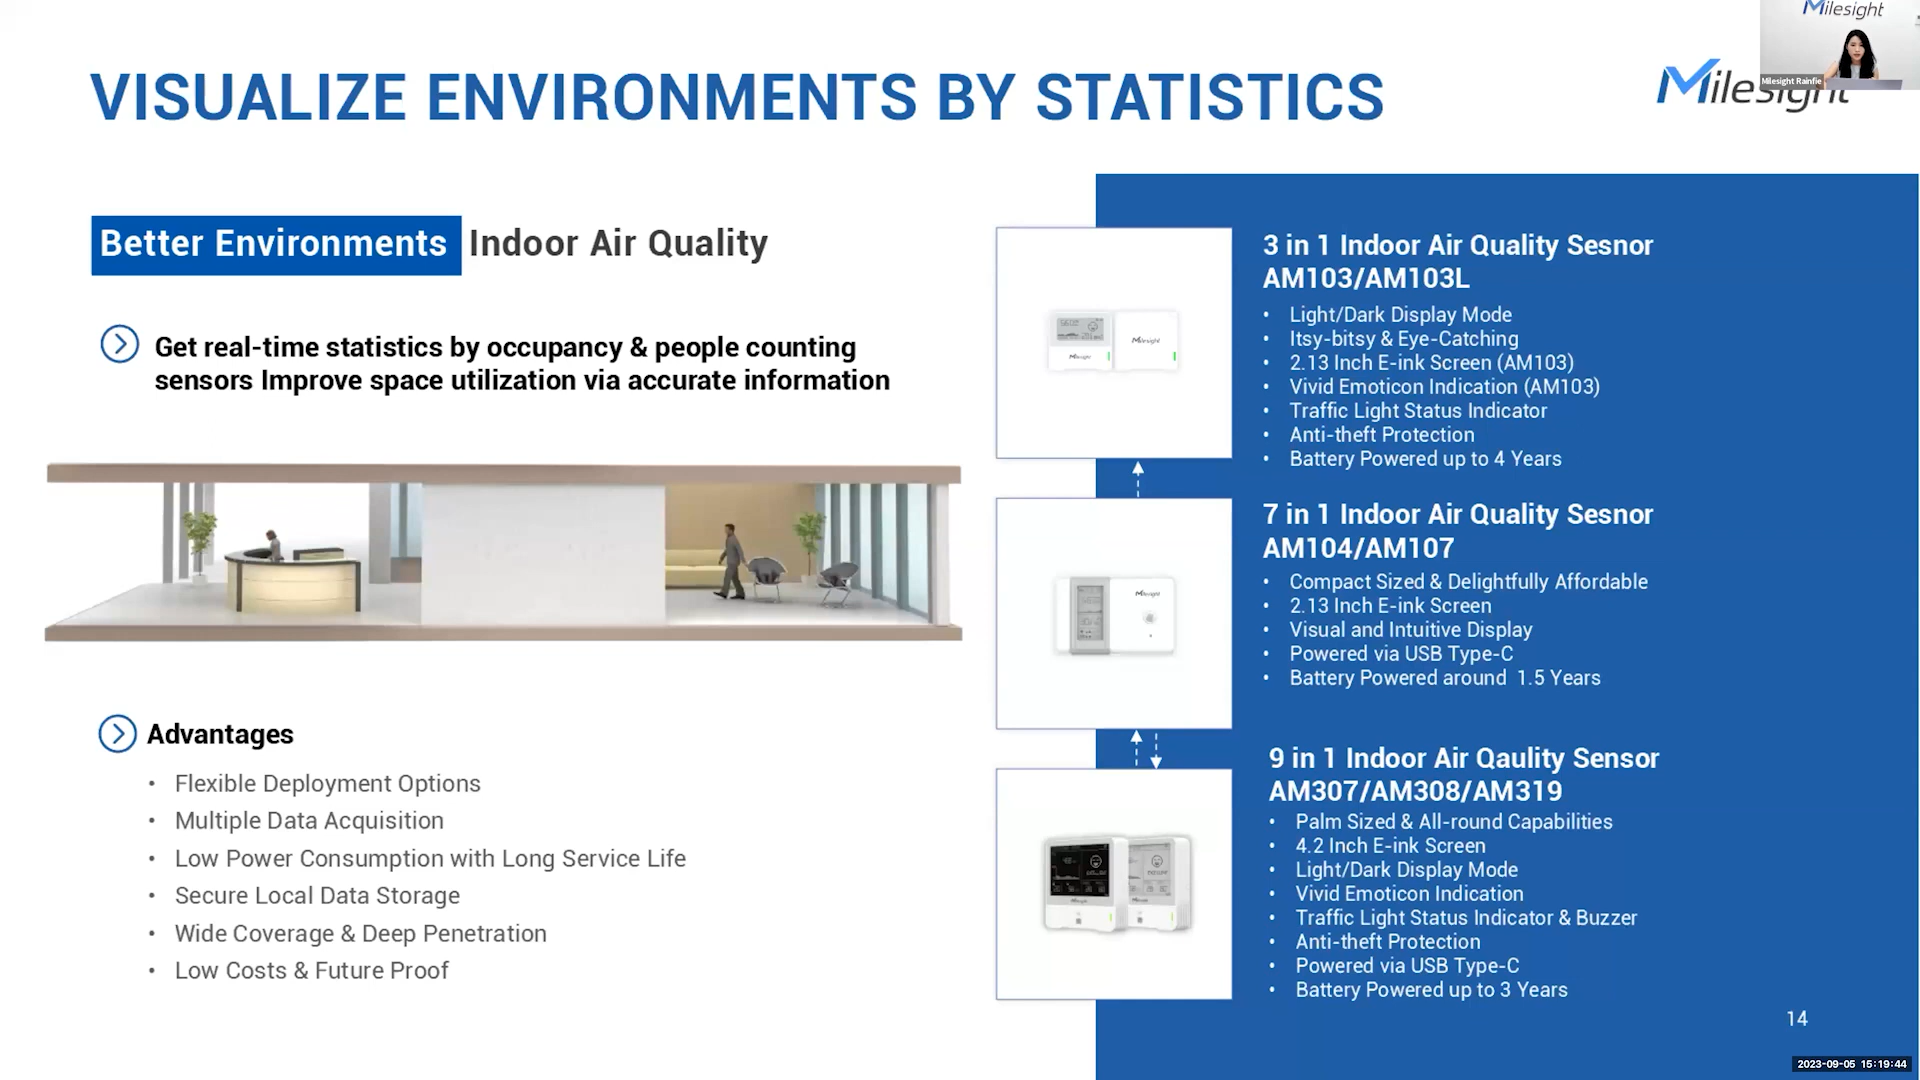 Milesight
VISUALIZE ENVIRONMENTS BY STATISTICS
Milesight
Milesight Rainfie
Better Environments Indoor Air Quality
Get real-time statistics by occupancy & people counting
sensors Improve space utilization via accurate information
Advantages
• Flexible Deployment Options
• Multiple Data Acquisition
• Low Power Consumption with Long Service Life
• Secure Local Data Storage
• Wide Coverage & Deep Penetration
• Low Costs & Future Proof
Milesight
Milesight
3 in 1 Indoor Air Quality Sesnor
AM103/AM103L
• Light/Dark Display Mode
• Itsy-bitsy & Eye-Catching
• 2.13 Inch E-ink Screen (AM103)
• Vivid Emoticon Indication (AM103)
• Traffic Light Status Indicator
• Anti-theft Protection
• Battery Powered up to 4 Years
Milesight
7 in 1 Indoor Air Quality Sesnor
AM104/AM107
• Compact Sized & Delightfully Affordable
• 2.13 Inch E-ink Screen
• Visual and Intuitive Display
• Powered via USB Type-C
• Battery Powered around 1.5 Years
Milesight
Milesight
9 in 1 Indoor Air Qaulity Sensor
AM307/AM308/AM319
• Palm Sized & All-round Capabilities
• 4.2 Inch E-ink Screen
• Light/Dark Display Mode
• Vivid Emoticon Indication
• Traffic Light Status Indicator & Buzzer
• Anti-theft Protection
• Powered via USB Type-C
• Battery Powered up to 3 Years
14
2023-09-05 15:19:44